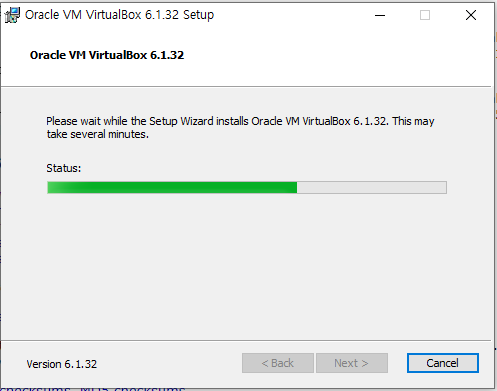 Oracle VM VirtualBox 6.1.32 Setup
Oracle VM VirtualBox 6.1.32
Please wait while the Setup Wizard installs Oracle VM VirtualBox 6.1.32. This may
take several minutes.
Status:
Version 6.1.32
< Back
Next >
Cancel
checksums, MD5 checksums